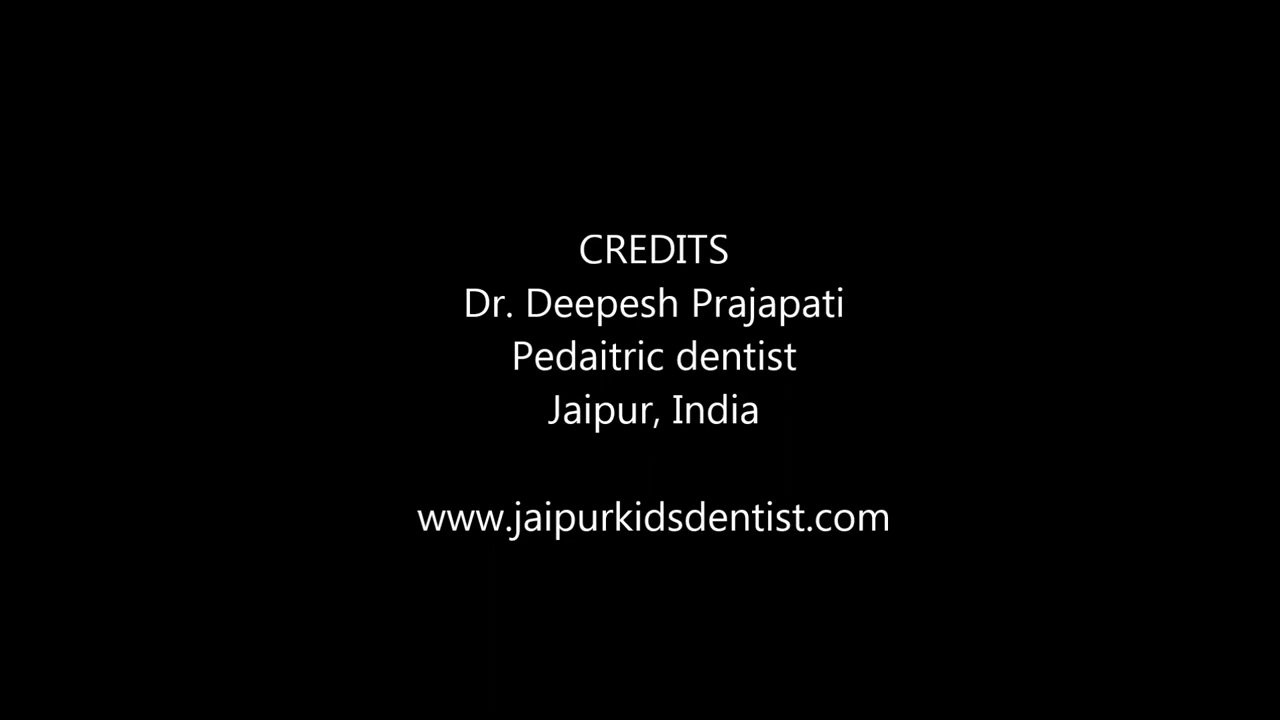 CREDITS
Dr. Deepesh Prajapati
Pedaitric dentist
Jaipur, India
www.jaipurkidsdentist.com